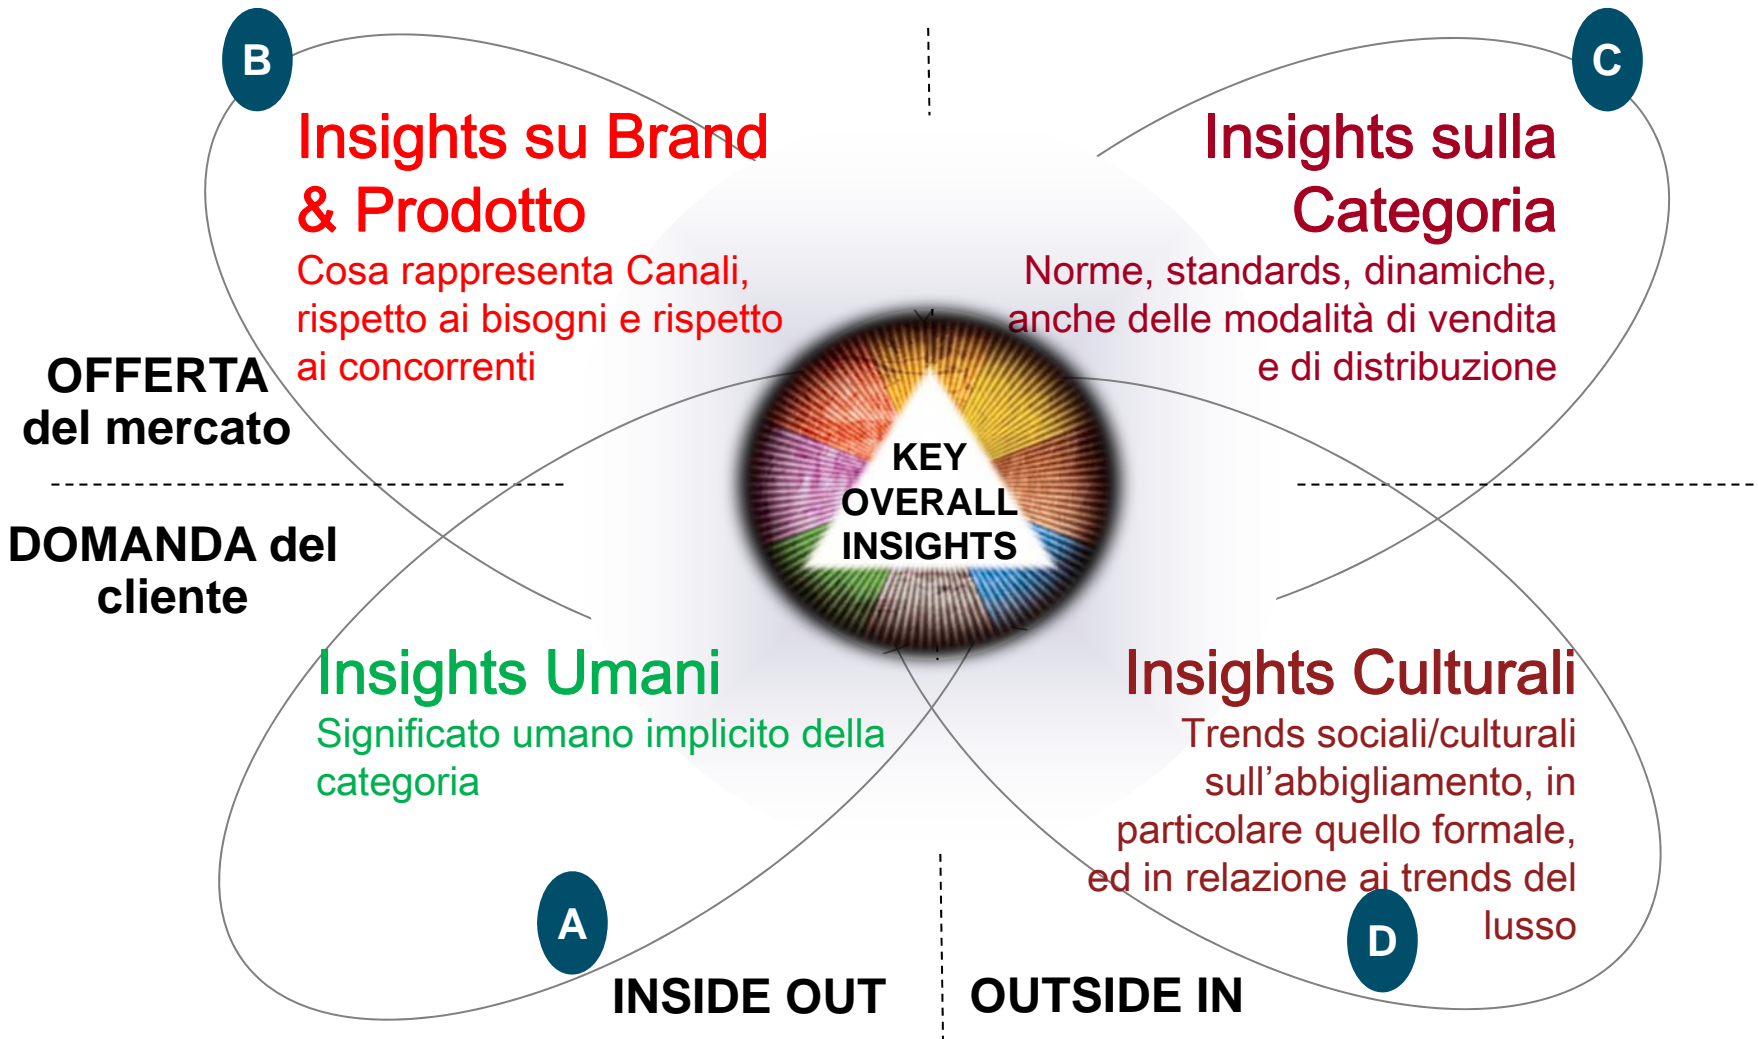 B
Insights su Brand
& Prodotto
Cosa rappresenta Canali,
rispetto ai bisogni e rispetto
ai concorrenti
C
Insights sulla
Categoria
Norme, standards, dinamiche,
anche delle modalità di vendita
e di distribuzione
OFFERTA
del mercato
DOMANDA del
cliente
KEY
OVERALL
INSIGHTS
Insights Umani
Significato umano implicito della
categoria
A
Insights Culturali
Trends sociali/culturali
sull’abbigliamento, in
particolare quello formale,
ed in relazione ai trends del
lusso
D
INSIDE OUT
OUTSIDE IN